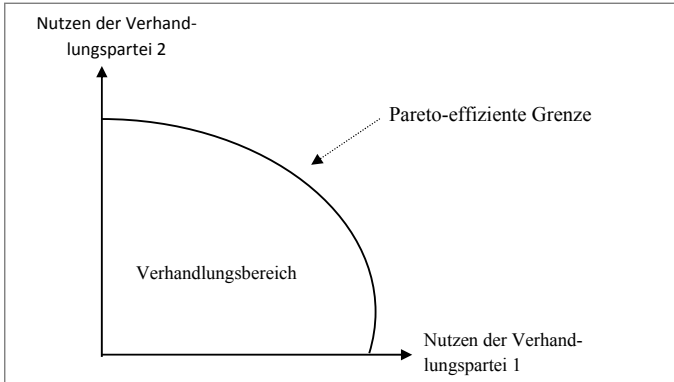 Nutzen der Verhand-
lungspartei 2
Pareto-effiziente Grenze
Verhandlungsbereich
Nutzen der Verhand-
lungspartei 1